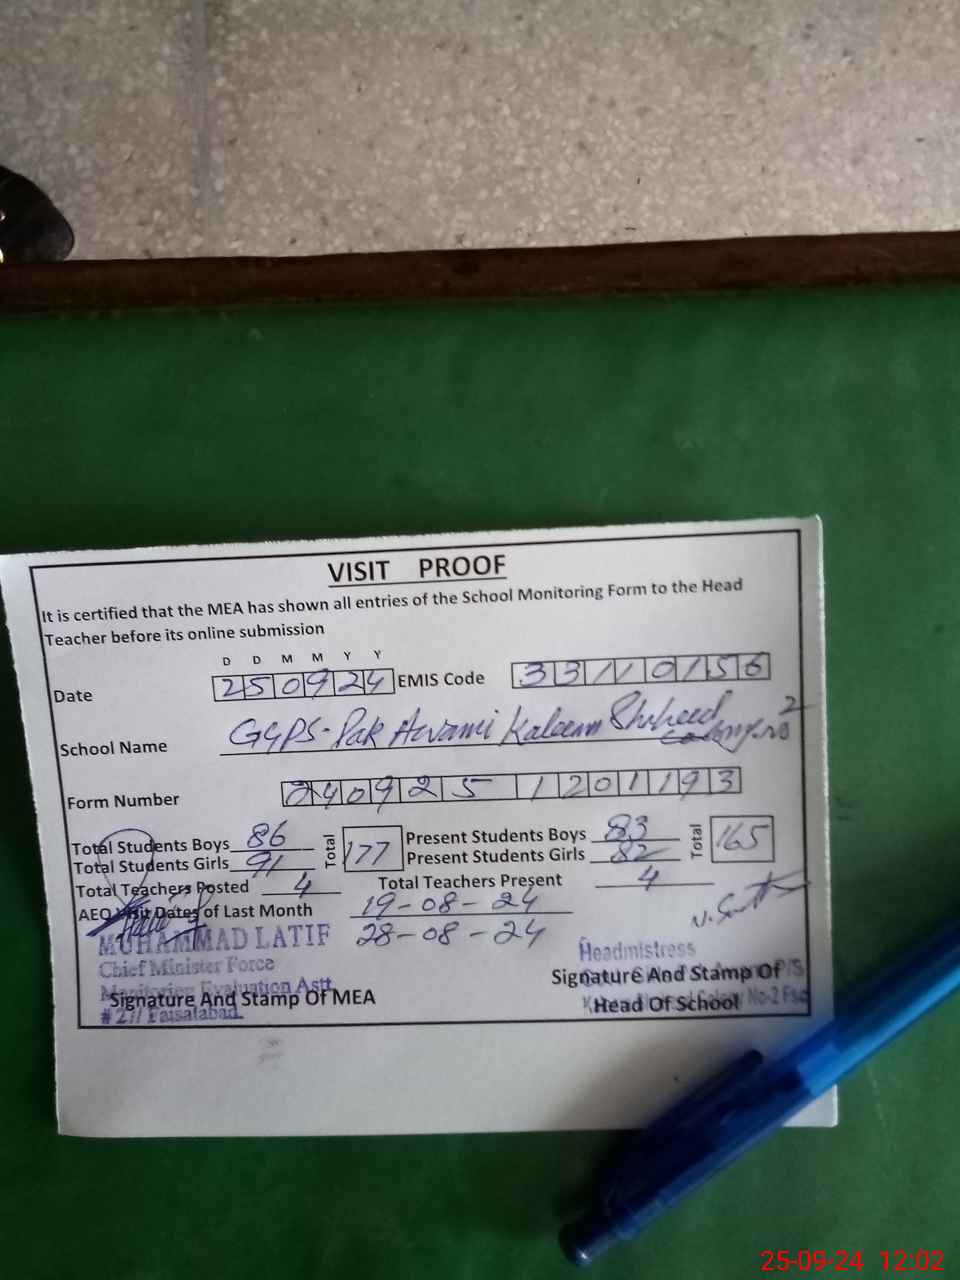 VISIT PROOF
It is certified that the MEA has shown all entries of the School Monitoring Form to the Head
Teacher before its online submission
D D M M Y Y
Date 250924 EMIS Code 33110156
School Name GGPS-Pak Awami Kaleem Shaheed Colony.no 2
Form Number 240925 1201193
Total Students Boys 86 Total 177 Present Students Boys 83 Total 165
Total Students Girls 91 Present Students Girls 82
Total Teachers Posted 4 Total Teachers Present 4
AEO Visit Dates of Last Month 19-08-24
28-08-24
MUHAMMAD LATIF
Chief Minister Force
Monitoring Evaluation Astt
# 277 Faisalabad.
Signature And Stamp Of MEA
Headmistress
P/S
Colony No-2 Fsd
Signature And Stamp Of
Head Of School
25-09-24 12:02